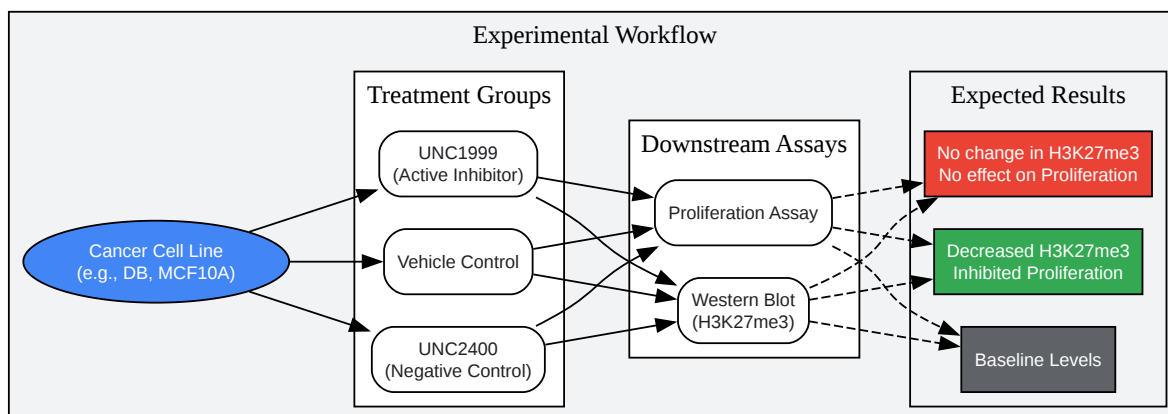 Experimental Workflow
Treatment Groups
Expected Results
Downstream Assays
UNC1999
(Active Inhibitor)
No change in H3K27me3
No effect on Proliferation
Proliferation Assay
Cancer Cell Line
(e.g., DB, MCF10A)
Vehicle Control
Decreased H3K27me3
Inhibited Proliferation
Western Blot
(H3K27me3)
UNC2400
(Negative Control)
Baseline Levels